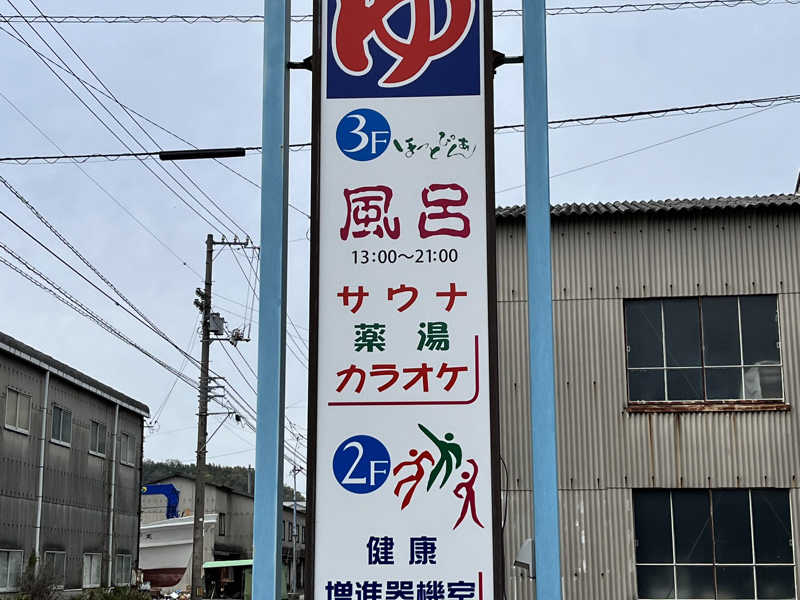 ゆ
3F ほっとぴあ
風呂
13:00～21:00
サウナ
薬湯
カラオケ
2F
健康
増進器機室